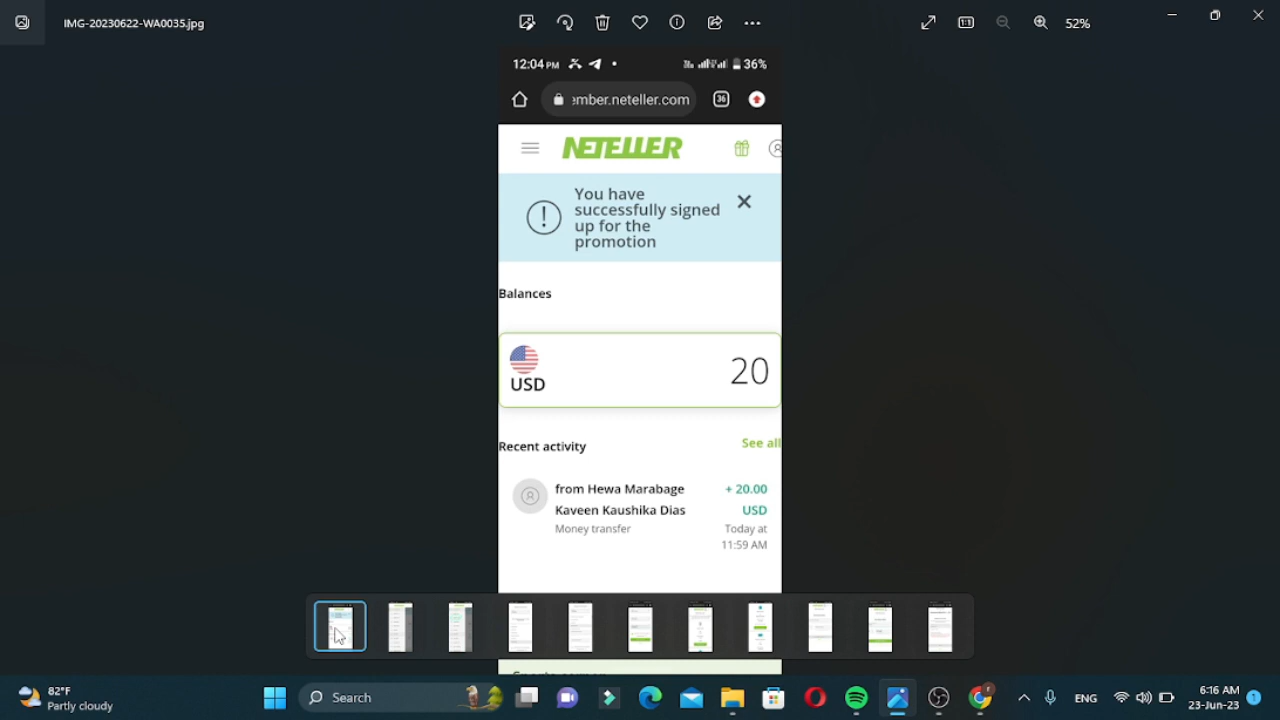 IMG-20230622-WA0035.jpg
52%
12:04 PM
36%
ember.neteller.com
36
NETELLER
You have
successfully signed
up for the
promotion
Balances
USD
20
Recent activity
See all
from Hewa Marabage
+ 20.00
Kaveen Kaushika Dias
USD
Money transfer
Today at
11:59 AM
82°F
Partly cloudy
Search
ENG
6:16 AM
23-Jun-23
1